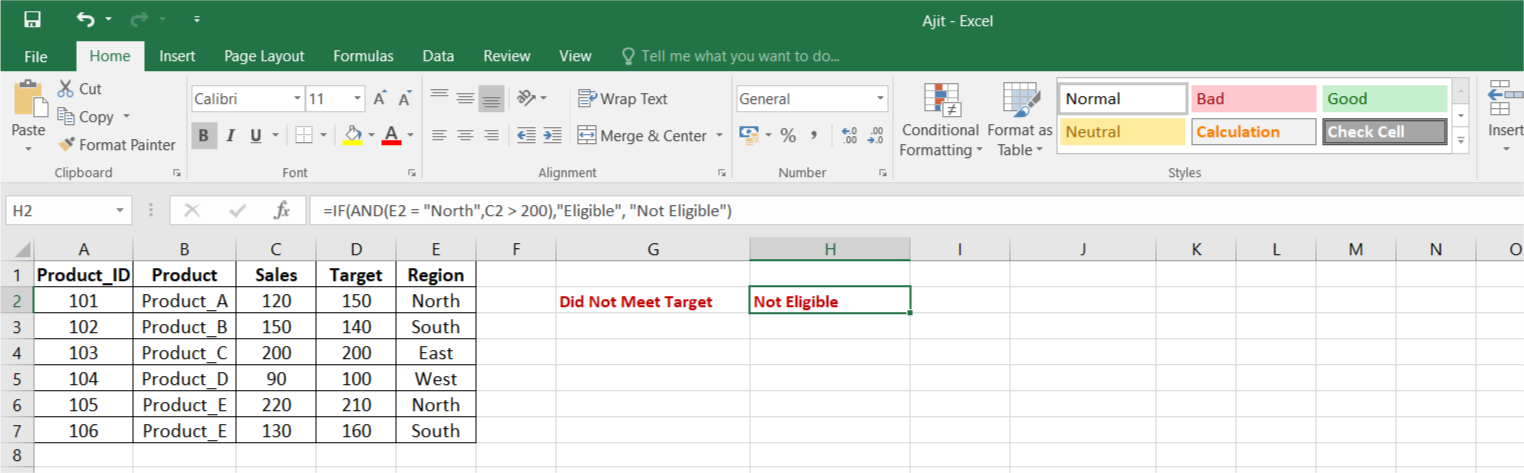 Ajit - Excel
File Home Insert Page Layout Formulas Data Review View Tell me what you want to do...
Paste
Cut
Copy
Format Painter
Clipboard
Calibri 11 A A
B I U A
Font
Wrap Text
Merge & Center
Alignment
General
% , .0 .00 .00 .0
Number
Conditional Formatting
Format as Table
Normal Bad Good
Neutral Calculation Check Cell
Styles
Insert
H2 fx =IF(AND(E2 = "North",C2 > 200),"Eligible", "Not Eligible")
A B C D E F G H I J K L M N O
1 Product_ID Product Sales Target Region
2 101 Product_A 120 150 North Did Not Meet Target Not Eligible
3 102 Product_B 150 140 South
4 103 Product_C 200 200 East
5 104 Product_D 90 100 West
6 105 Product_E 220 210 North
7 106 Product_E 130 160 South
8